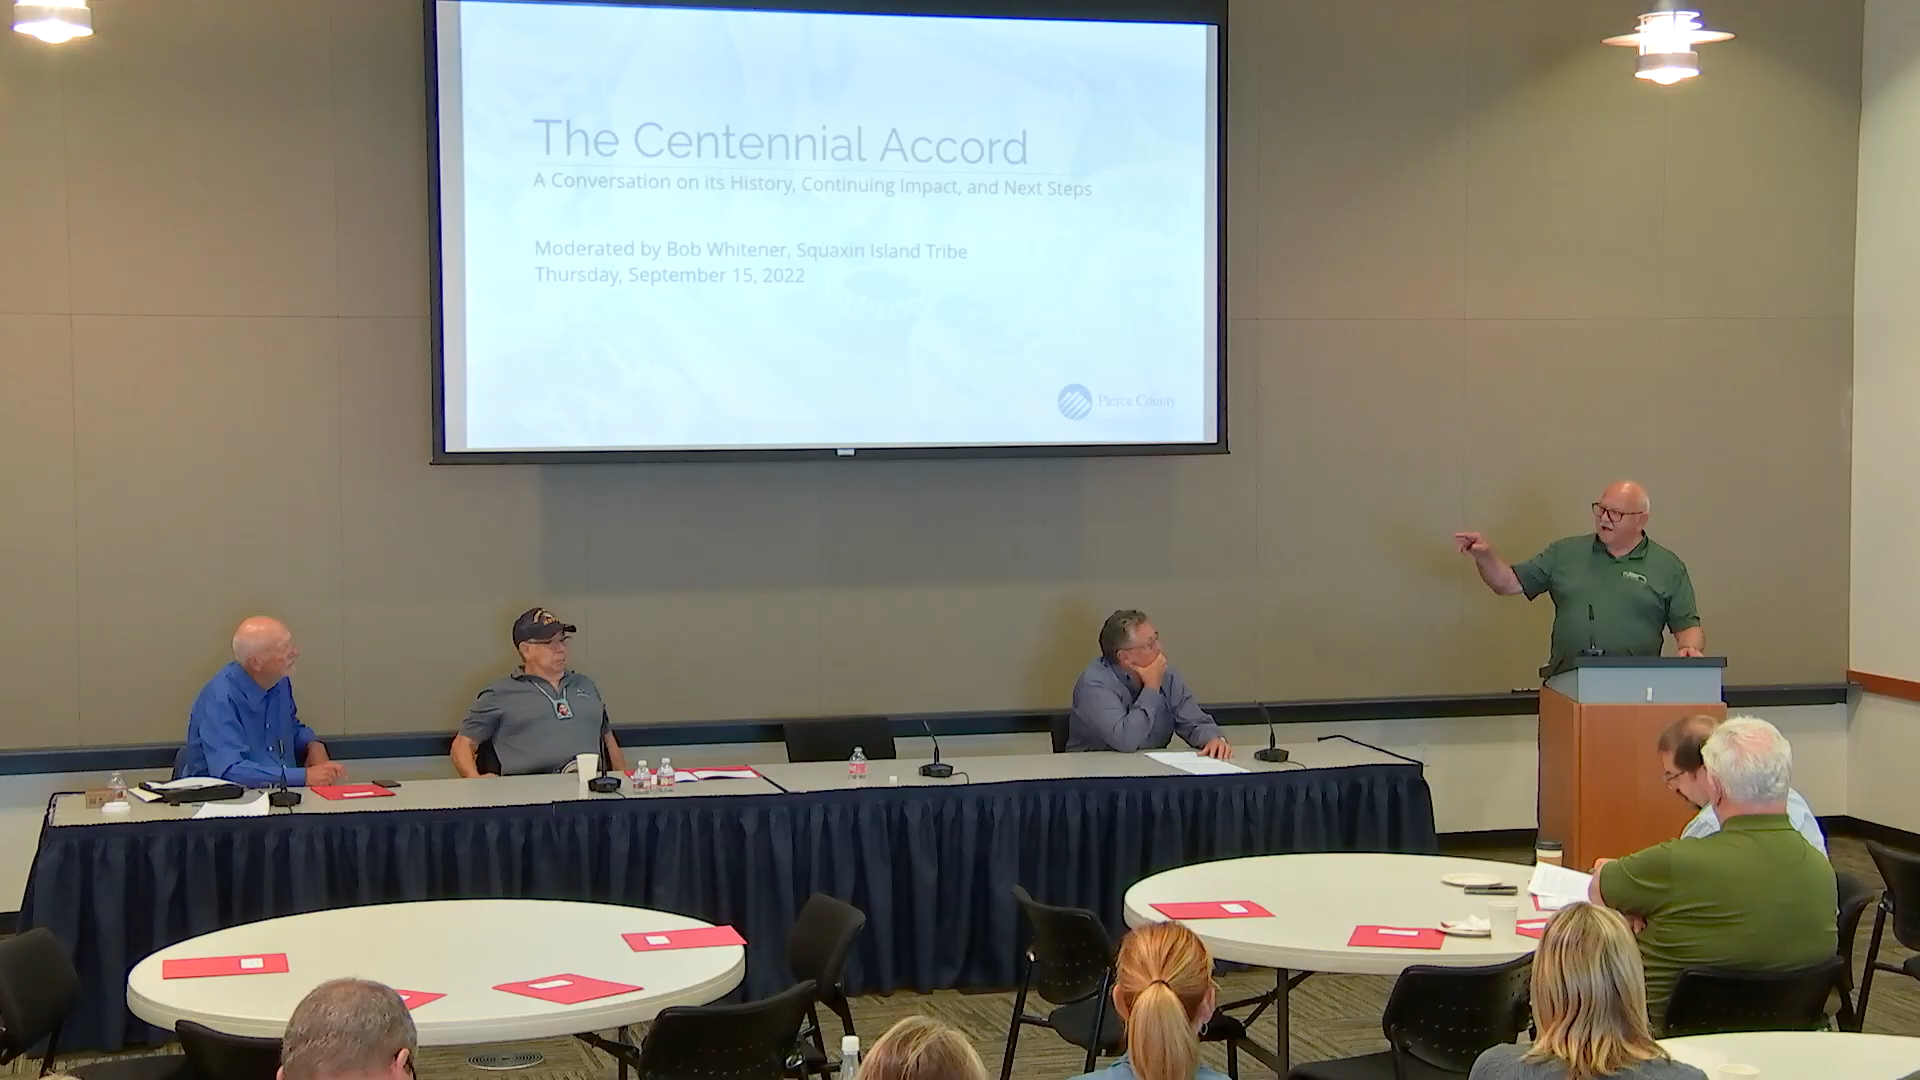 The Centennial Accord
A Conversation on its History, Continuing Impact, and Next Steps
Moderated by Bob Whitener, Squaxin Island Tribe
Thursday, September 15, 2022
Pierce County